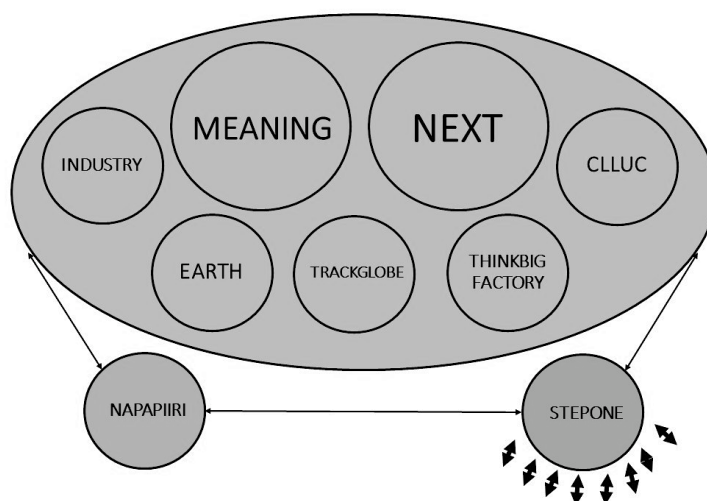 MEANING
NEXT
INDUSTRY
CLLUC
EARTH
TRACKGLOBE
THINKBIG
FACTORY
NAPAPIIRI
STEPONE